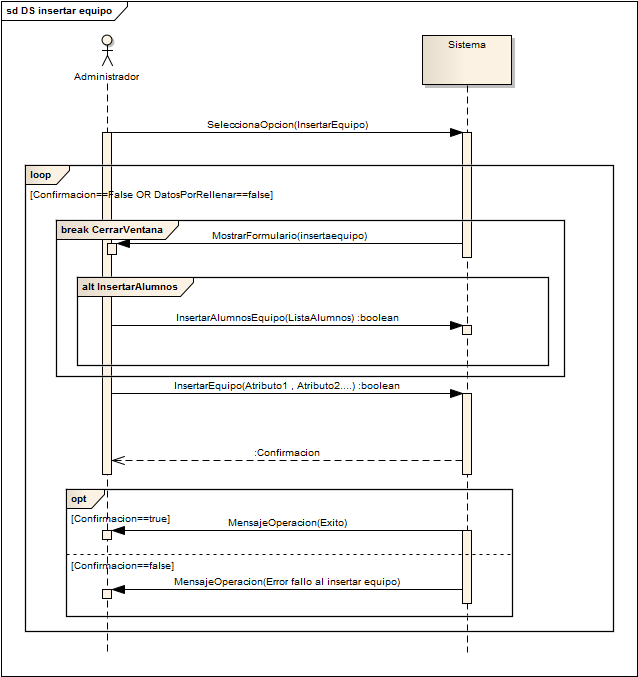 sd DS insertar equipo
Administrador
Sistema
SeleccionaOpcion(InsertarEquipo)
loop
[Confirmacion==False OR DatosPorRellenar==false]
break CerrarVentana
MostrarFormulario(insertaequipo)
alt InsertarAlumnos
InsertarAlumnosEquipo(ListaAlumnos) :boolean
InsertarEquipo(Atributo1 , Atributo2....) :boolean
:Confirmacion
opt
[Confirmacion==true]
MensajeOperacion(Exito)
[Confirmacion==false]
MensajeOperacion(Error fallo al insertar equipo)